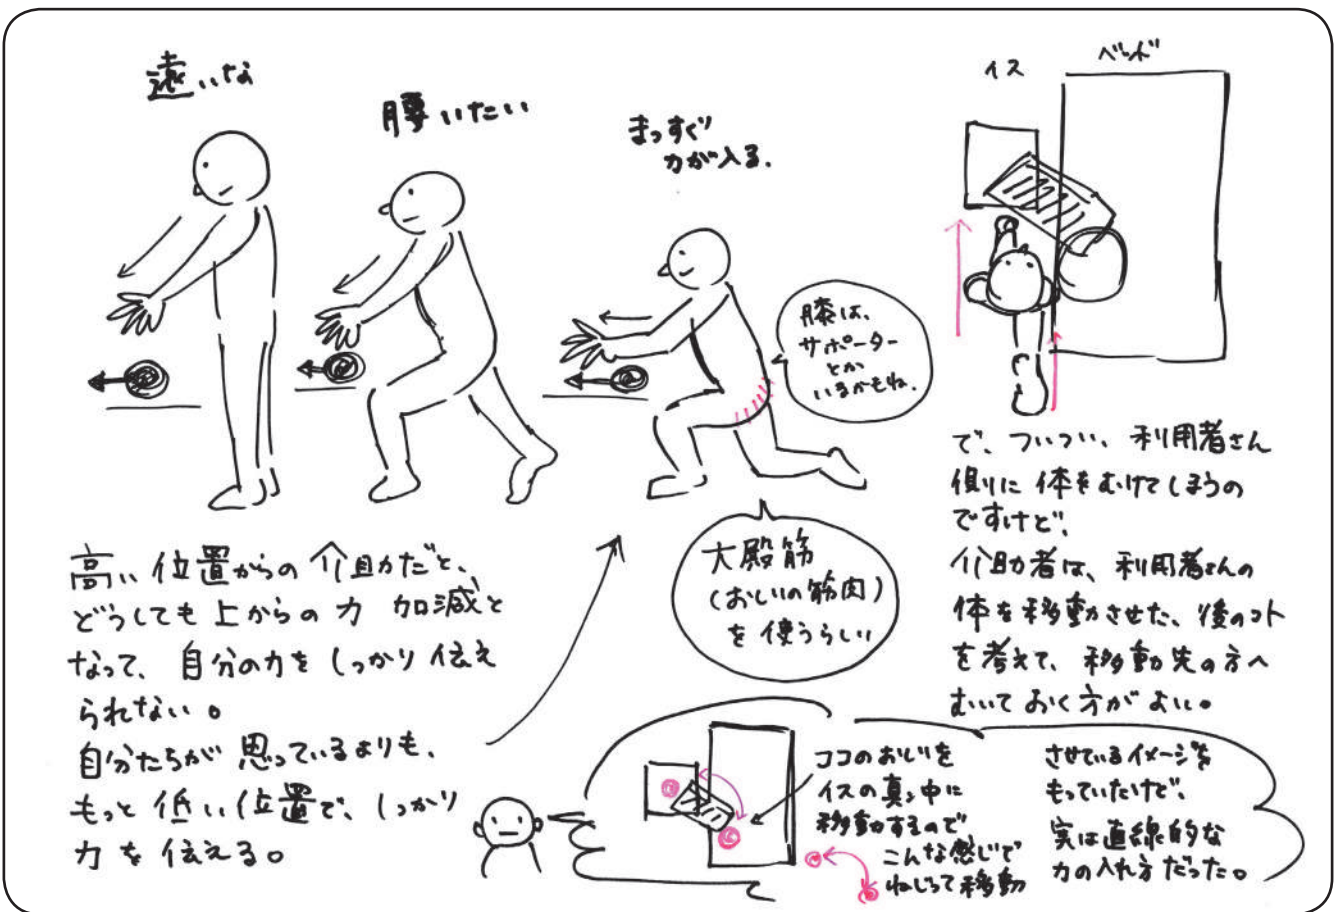 遠いな
腰いたい
まっすぐ
力が入る.
膝は、
サポーター
とか
いるかもね.
大殿筋
(おしりの筋肉)
を使うらしい
高い位置からの介助だと、
どうしても上からの力加減と
なって、自分の力をしっかり伝え
られない。
自分たちが思っているよりも、
もっと低い位置で、しっかり
力を伝える。
イス
ベッド
で、ついつい、利用者さん
側に体をむけてしまうの
ですけど、
介助者は、利用者さんの
体を移動させた、後のコト
を考えて、移動先の方へ
むいておく方がよい。
ココのおしりを
イスの真ん中に
移動するので
こんな感じで
ねじって移動
させているイメージを
もっていたけど、
実は直線的な
力の入れ方だった。